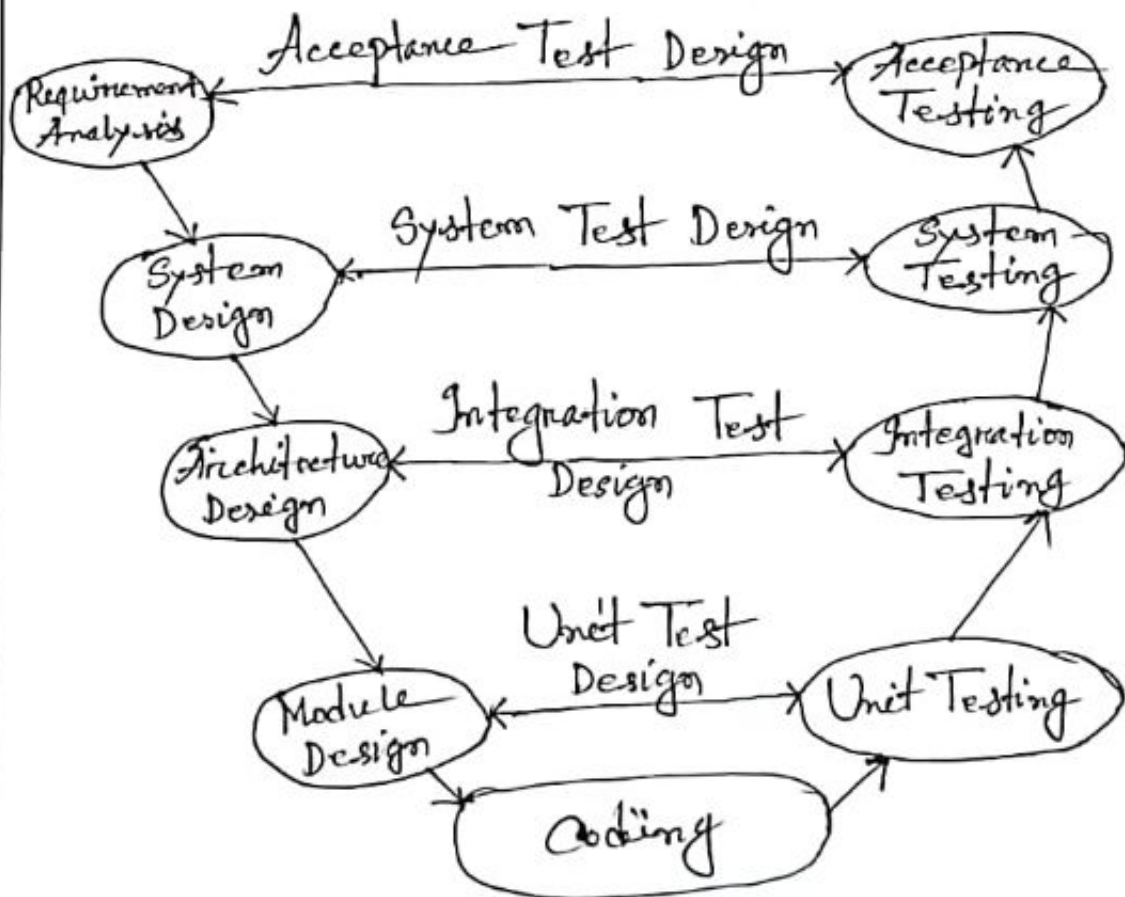 Acceptance Test Design
Requirement
Analysis
Acceptance
Testing
System Test Design
System
Design
System
Testing
Integration Test
Design
Architecture
Design
Integration
Testing
Unit Test
Design
Module
Design
Unit Testing
Coding